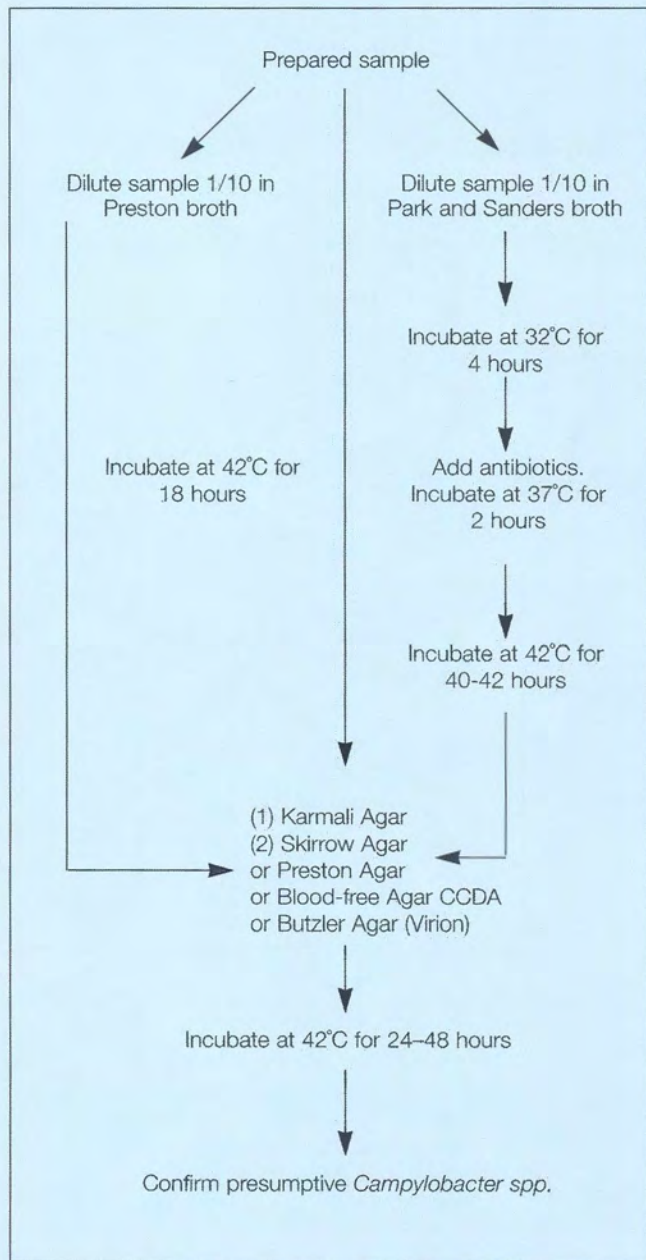 Prepared sample
Dilute sample 1/10 in
Preston broth
Dilute sample 1/10 in
Park and Sanders broth
Incubate at 32°C for
4 hours
Incubate at 42°C for
18 hours
Add antibiotics.
Incubate at 37°C for
2 hours
Incubate at 42°C for
40-42 hours
(1) Karmali Agar
(2) Skirrow Agar
or Preston Agar
or Blood-free Agar CCDA
or Butzler Agar (Virion)
Incubate at 42°C for 24–48 hours
Confirm presumptive Campylobacter spp.